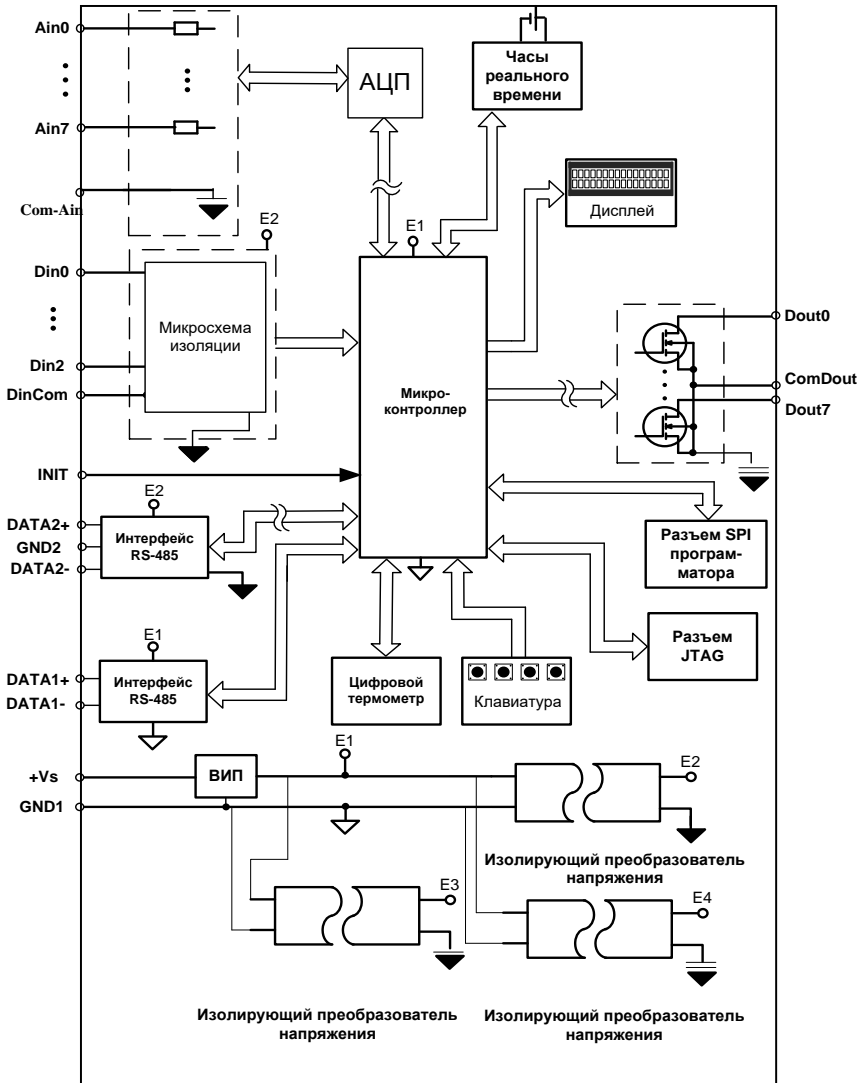 Ain0
Ain7
Com-Ain
АЦП
Часы
реального
времени
Дисплей
E2
E1
Din0
Din2
DinCom
Микросхема
изоляции
Микро-
контроллер
Dout0
ComDout
Dout7
INIT
E2
DATA2+
GND2
DATA2-
Интерфейс
RS-485
Разъем SPI
програм-
матора
E1
DATA1+
DATA1-
Интерфейс
RS-485
Цифровой
термометр
Клавиатура
Разъем
JTAG
+Vs
GND1
ВИП
E1
E2
Изолирующий преобразователь
напряжения
E3
E4
Изолирующий преобразователь
напряжения
Изолирующий преобразователь
напряжения